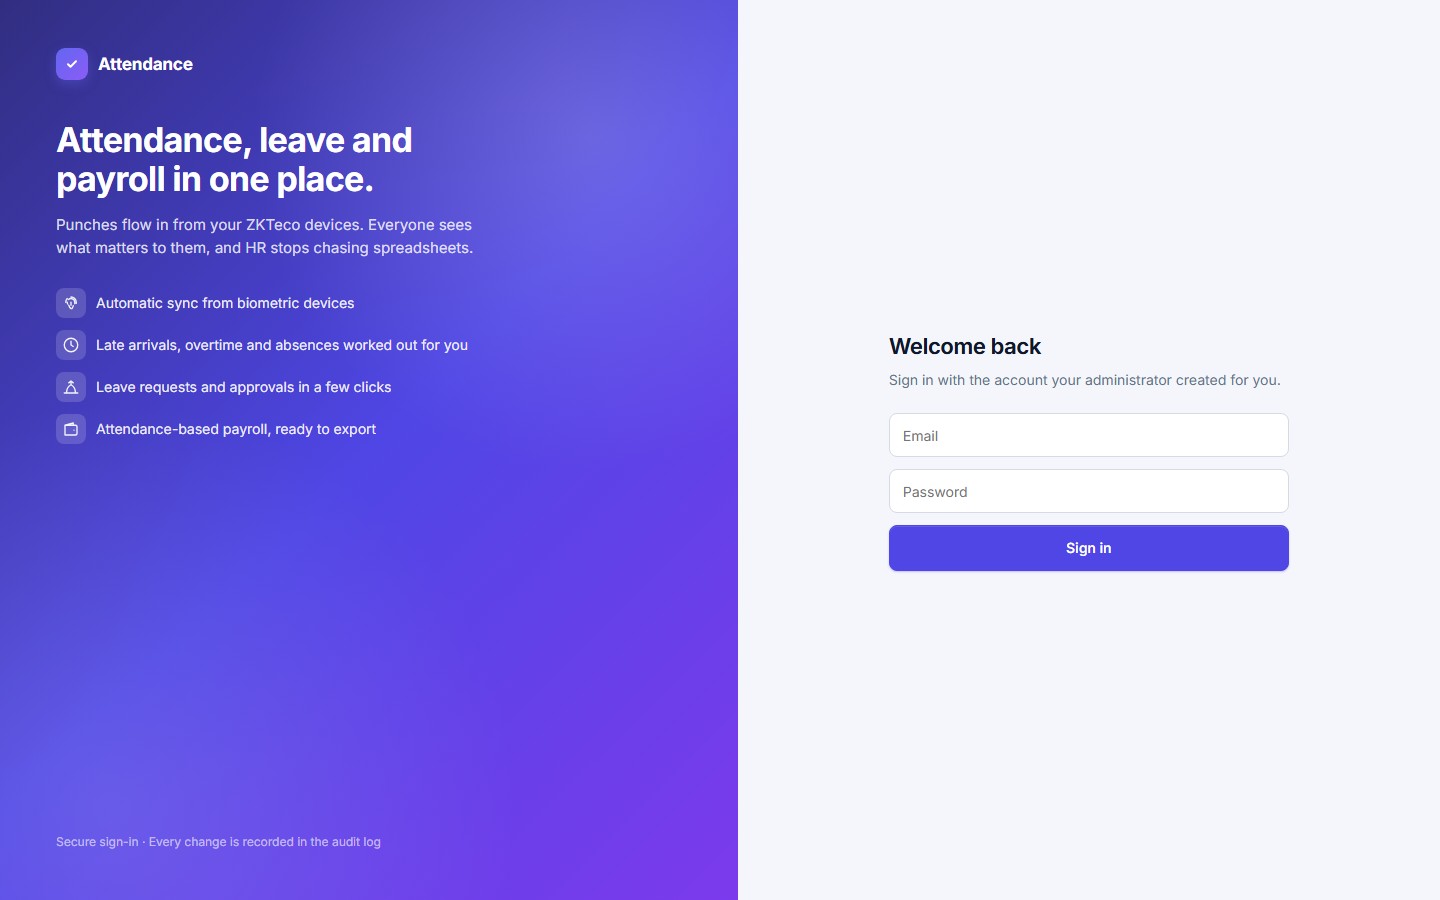 Attendance
Attendance, leave and
payroll in one place.
Punches flow in from your ZKTeco devices. Everyone sees
what matters to them, and HR stops chasing spreadsheets.
Automatic sync from biometric devices
Late arrivals, overtime and absences worked out for you
Leave requests and approvals in a few clicks
Attendance-based payroll, ready to export
Secure sign-in · Every change is recorded in the audit log
Welcome back
Sign in with the account your administrator created for you.
Email
Password
Sign in